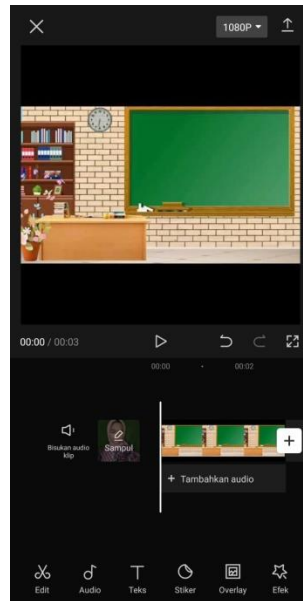 1080P
00:00 / 00:03
00:00 00:02
Bisukan audio
klip
Sampul
+ Tambahkan audio
Edit Audio Teks Stiker Overlay Efek